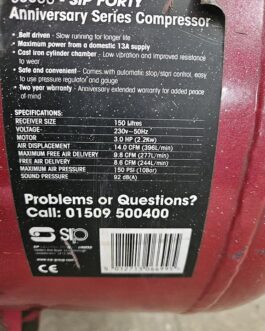 - SIP FORTY
Anniversary Series Compressor
• Belt driven - Slow running for longer life
• Maximum power from a domestic 13A supply
• Cast iron cylinder chamber - Low vibration and improved resistance
to wear
• Safe and convenient - Comes with automatic stop/start control, easy
to use pressure regulator and gauge
• Two year warranty - Anniversary extended warranty for added peace
of mind
SPECIFICATIONS:
RECEIVER SIZE 150 Litres
VOLTAGE 230v~50Hz
MOTOR 3.0 HP (2.2Kw)
AIR DISPLACEMENT 14.0 CFM (396L/min)
MAXIMUM FREE AIR DELIVERY 9.8 CFM (277L/min)
FREE AIR DELIVERY 8.6 CFM (244L/min)
MAXIMUM AIR PRESSURE 150 PSI (10Bar)
SOUND PRESSURE 92 dB(A)
Problems or Questions?
Call: 01509 500400
sip
www.sip-group.com
CE